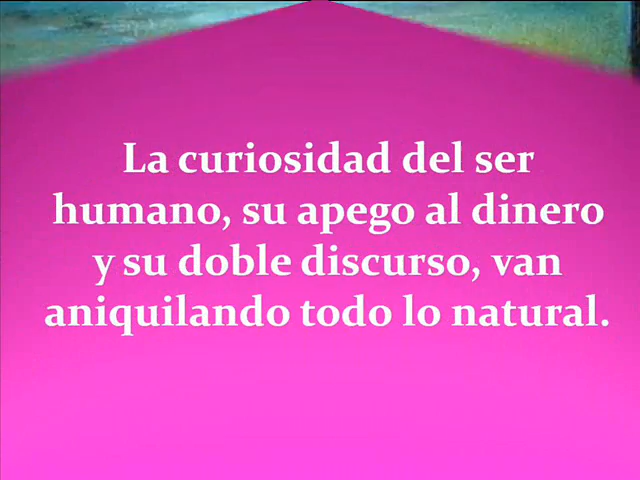 La curiosidad del ser
humano, su apego al dinero
y su doble discurso, van
aniquilando todo lo natural.